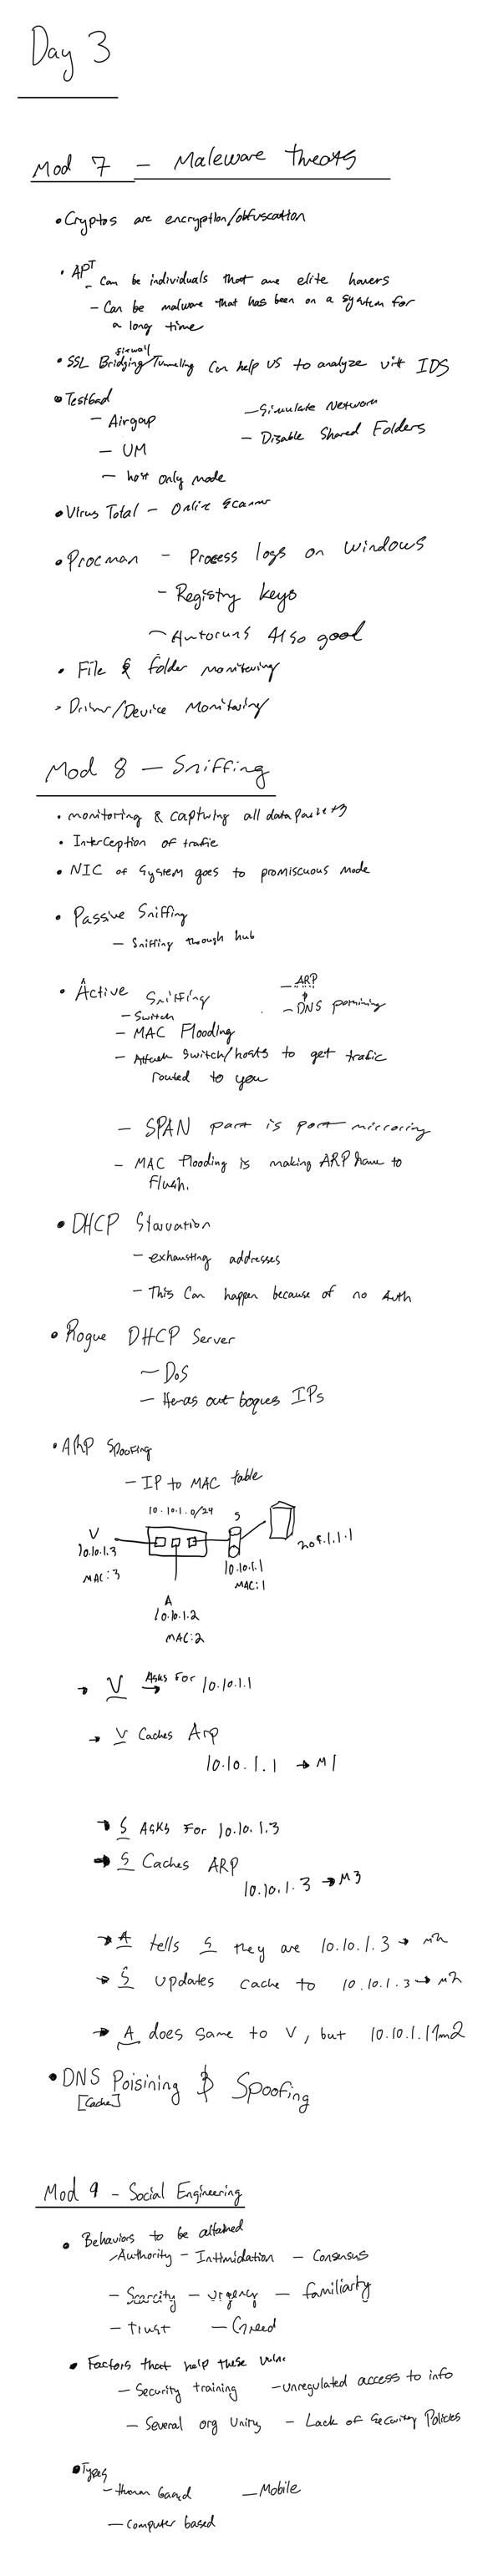 Day 3
Mod 7 - Maleware threats
• Cryptos are encryption/obfuscation
• APT
- Can be individuals that are elite haxers
- Can be malware that has been on a system for
a long time
firewall
• SSL Bridging/Tunneling can help us to analyze with IDS
• Testbad
- Airgap
- Simulate Network
- VM
- Disable Shared Folders
- host only mode
• Virus Total - Online Scanner
• Procman - Process logs on windows
- Registry keys
- Autoruns Also good
• File & folder monitoring
• Driver/Device Monitoring
Mod 8 - Sniffing
• monitoring & capturing all data packets
• Interception of trafic
• NIC of System goes to promiscuous mode
• Passive Sniffing
- Sniffing through hub
• Active Sniffing
- ARP
- Switch
- DNS poisining
- MAC Flooding
- Attack Switch/hosts to get trafic
routed to you
- SPAN port is port mirroring
- MAC flooding is making ARP have to
flush.
• DHCP Starvation
- exhausting addresses
- This Can happen because of no Auth
• Rogue DHCP Server
- DoS
- out bogus IPs
• ARP Spoofing
- IP to MAC table
10.10.1.0/24
S
V
10.10.1.3
MAC:3
10.10.1.1
MAC:1
A
10.10.1.2
MAC:2
→ V Asks For 10.10.1.1
→ V Caches Arp
10.10.1.1 → M1
→ S Asks For 10.10.1.3
→ S Caches ARP
10.10.1.3 → M3
→ A tells S they are 10.10.1.3 → M2
→ S updates cache to 10.10.1.3 → M2
→ A does same to V, but 10.10.1.1 m2
• DNS Poisining & Spoofing
[Cache]
Mod 9 - Social Engineering
• Behaviors to be attained
- Authority - Intimidation - Consensus
- Scarcity - urgency - familiarty
- trust - Greed
• Factors that help these vulns
- Security training - unregulated access to info
- Several org Units - Lack of Security Policies
• Types
- Human based - Mobile
- Computer based